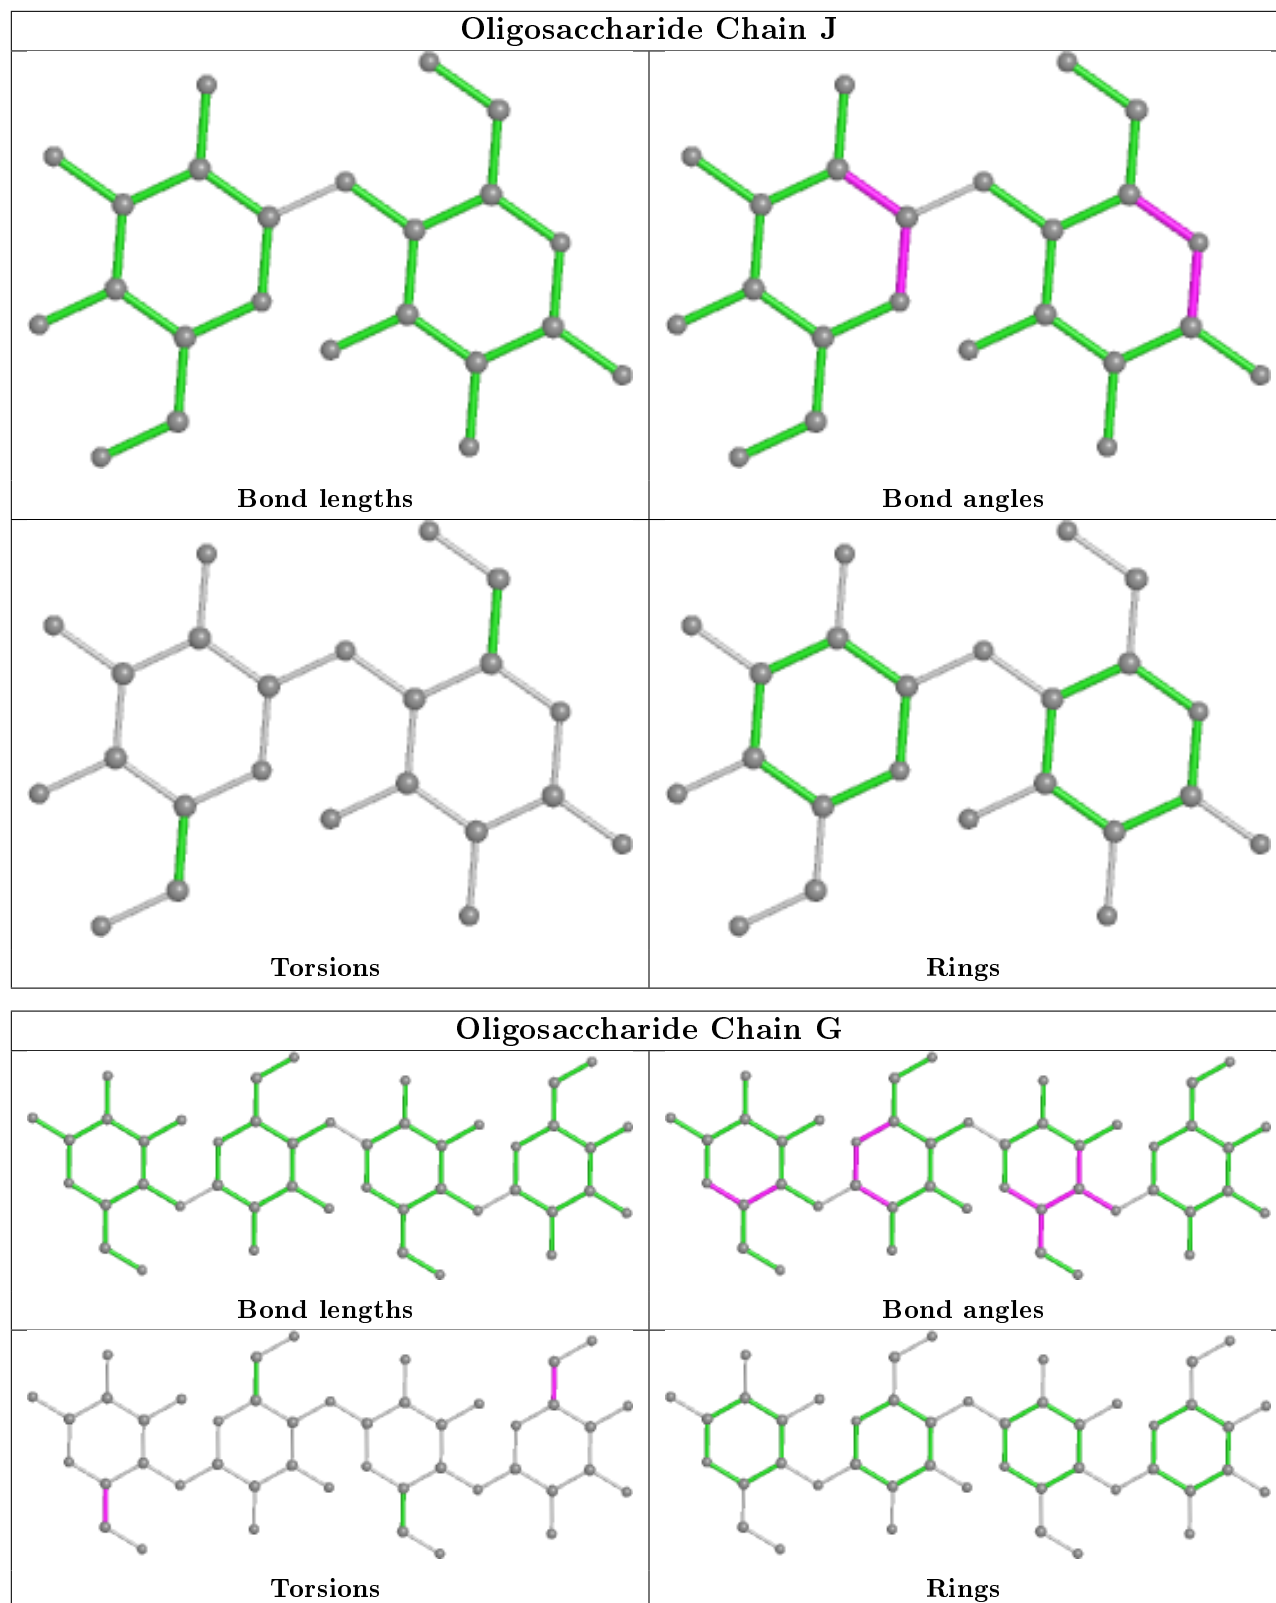 Oligosaccharide Chain J
Bond lengths
Bond angles
Torsions
Rings
Oligosaccharide Chain G
Bond lengths
Bond angles
Torsions
Rings